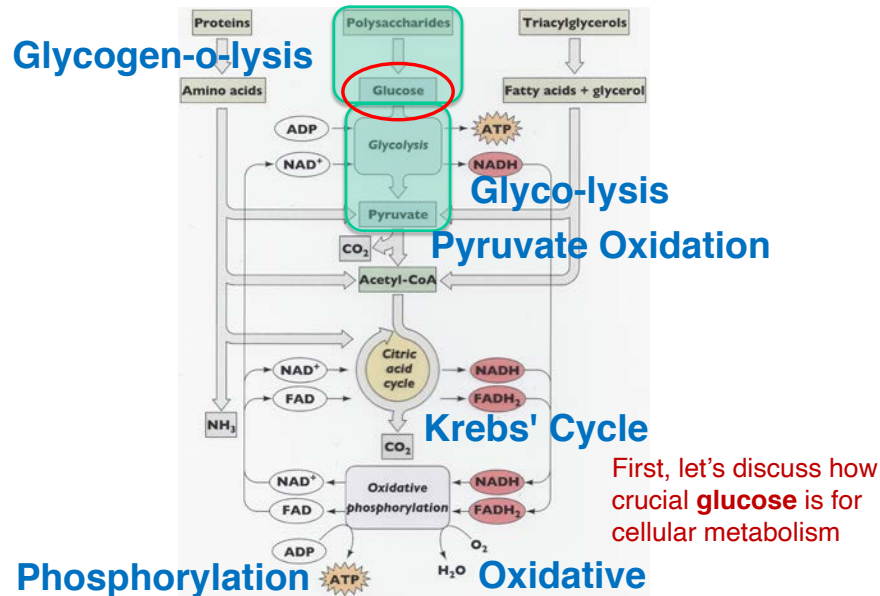 Proteins
Polysaccharides
Triacylglycerols
Glycogen-o-lysis
Amino acids
Glucose
Fatty acids + glycerol
ADP
ATP
Glycolysis
NAD+
NADH
Glyco-lysis
Pyruvate
CO2
Pyruvate Oxidation
Acetyl-CoA
NAD+
Citric
acid
cycle
NADH
FAD
FADH2
NH3
Krebs' Cycle
CO2
First, let's discuss how
crucial glucose is for
cellular metabolism
NAD+
Oxidative
phosphorylation
NADH
FAD
FADH2
ADP
O2
Phosphorylation
ATP
H2O
Oxidative